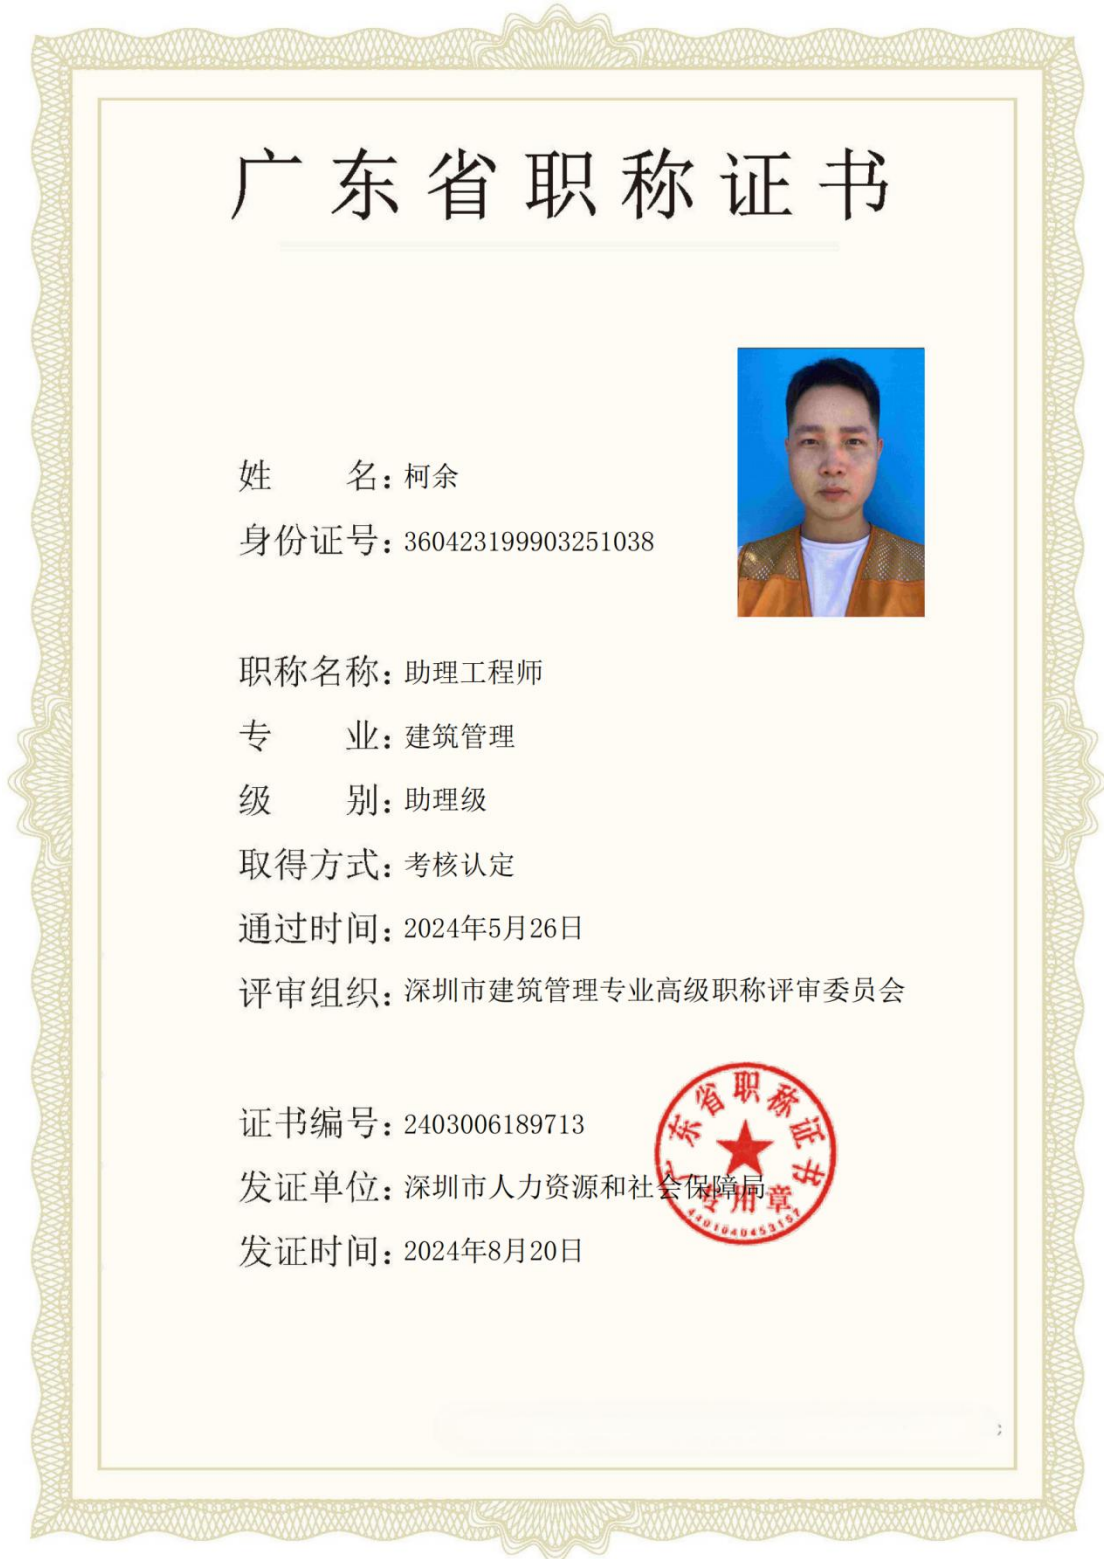 广东省职称证书
姓 名：柯余
身份证号：360423199903251038
职称名称：助理工程师
专 业：建筑管理
级 别：助理级
取得方式：考核认定
通过时间：2024年5月26日
评审组织：深圳市建筑管理专业高级职称评审委员会
证书编号：2403006189713
发证单位：深圳市人力资源和社会保障局
发证时间：2024年8月20日
广东省职称证书
专用章
4401040453157